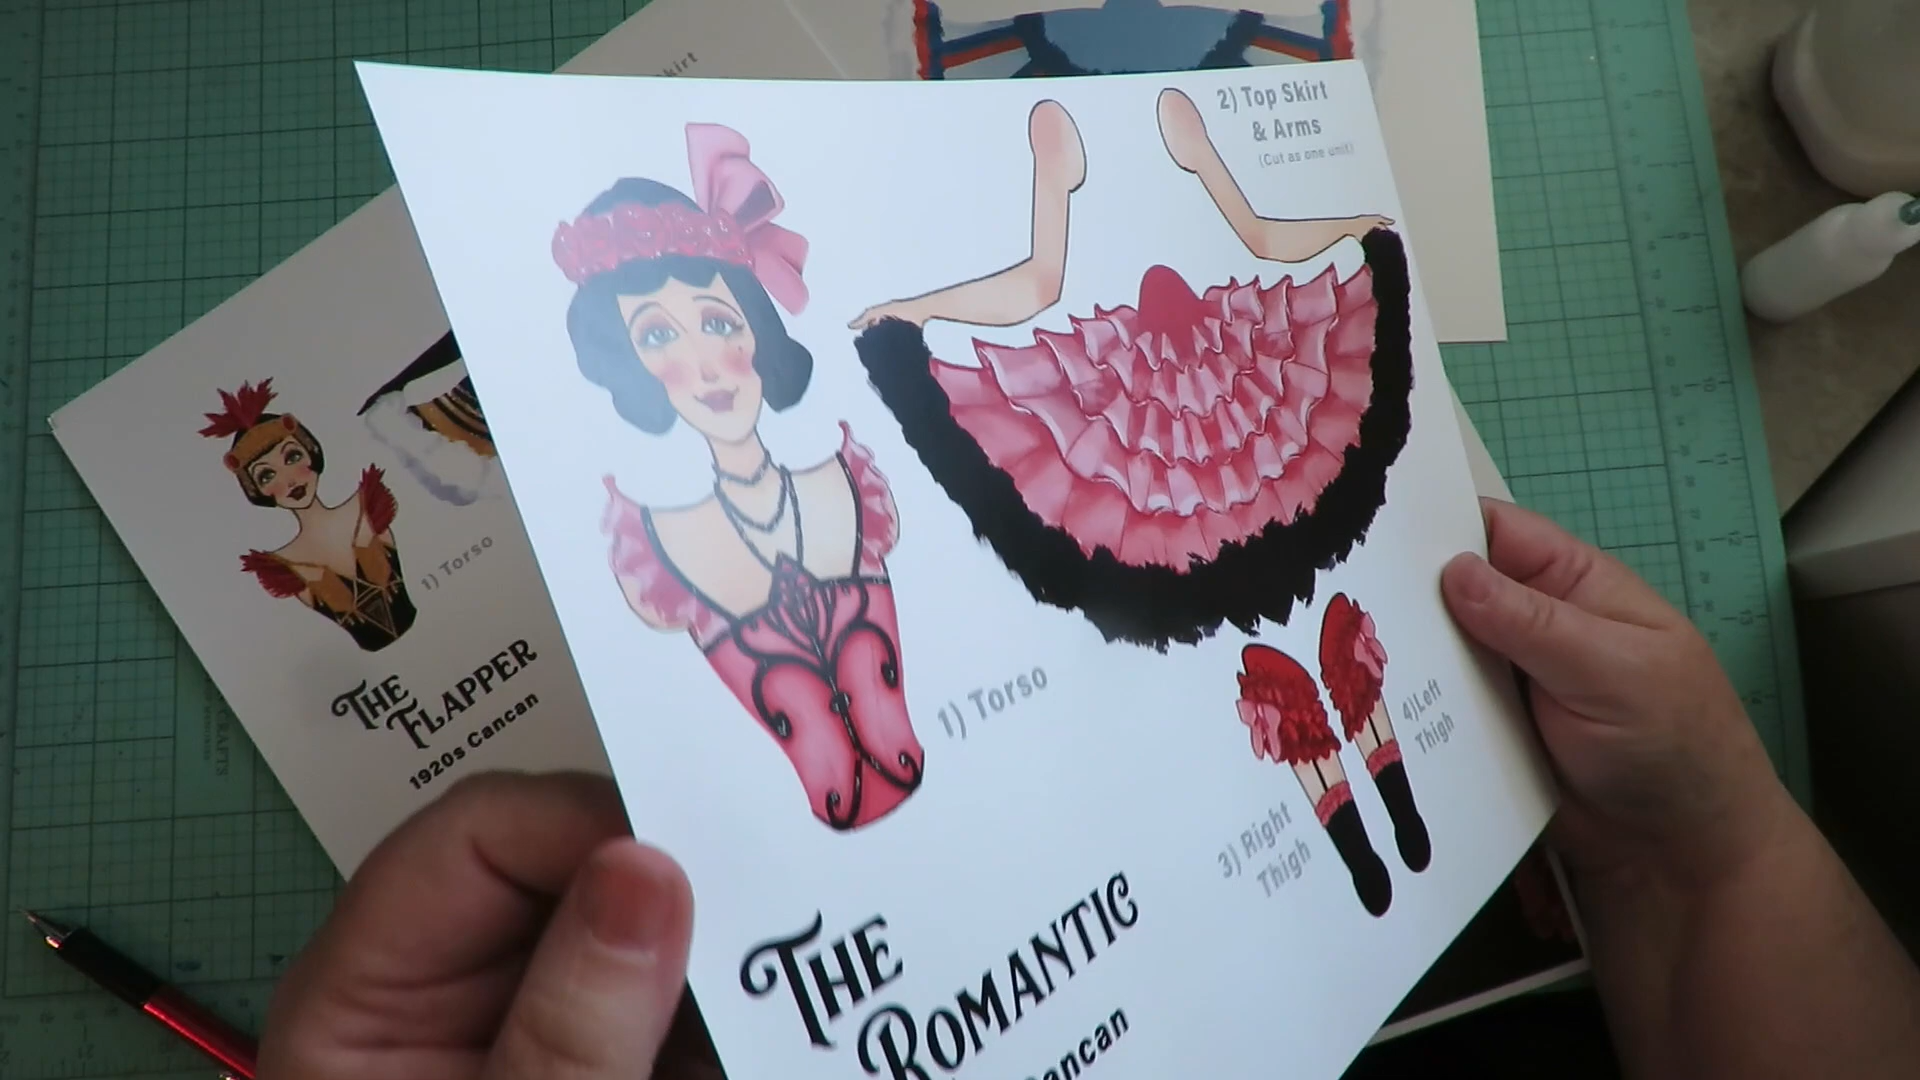 2) Top Skirt
& Arms
(Cut as one unit)
1) Torso
4)Left
Thigh
3) Right
Thigh
THE
ROMANTIC
Cancan
Skirt
1) Torso
THE
FLAPPER
1920s Cancan